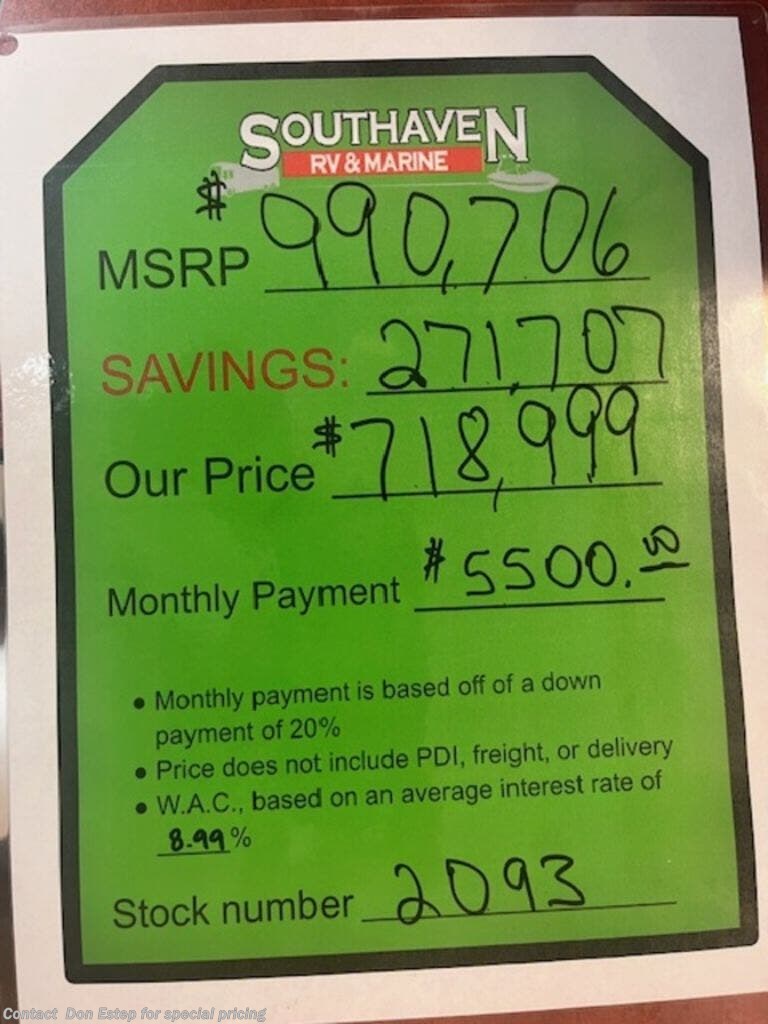 SOUTHAVEN
RV & MARINE
MSRP $990,706
SAVINGS: 271,707
Our Price $718,999
Monthly Payment $5500.50
• Monthly payment is based off of a down
payment of 20%
• Price does not include PDI, freight, or delivery
• W.A.C., based on an average interest rate of
8.99%
Stock number 2093
Contact Don Estep for special pricing